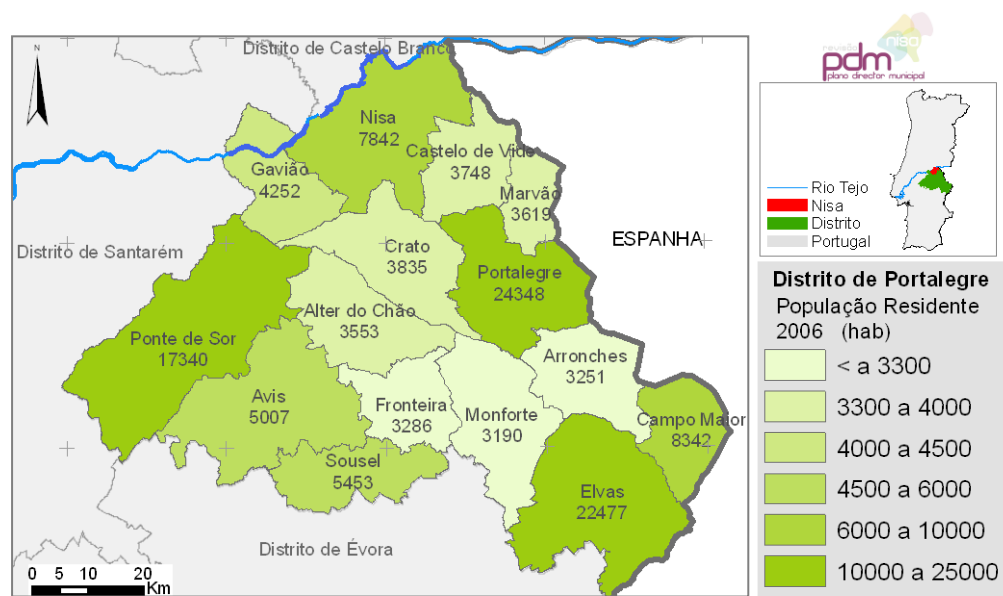 revisão
nisa
pdm
plano director municipal
N
Distrito de Castelo Branco
Nisa
7842
Castelo de Vide
3748
Gavião
4252
Marvão
3619
ESPANHA
Distrito de Santarém
Crato
3835
Portalegre
24348
Alter do Chão
3553
Ponte de Sor
17340
Arronches
3251
Avis
5007
Fronteira
3286
Monforte
3190
Campo Maior
8342
Sousel
5453
Elvas
22477
Distrito de Évora
0 5 10 20
Km
Rio Tejo
Nisa
Distrito
Portugal
Distrito de Portalegre
População Residente
2006 (hab)
< a 3300
3300 a 4000
4000 a 4500
4500 a 6000
6000 a 10000
10000 a 25000